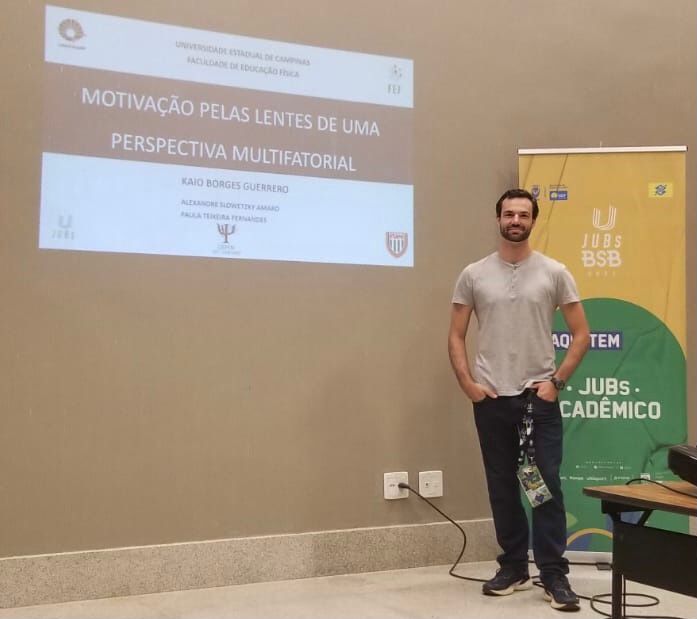 UNIVERSIDADE ESTADUAL DE CAMPINAS
FACULDADE DE EDUCAÇÃO FÍSICA
FEF
MOTIVAÇÃO PELAS LENTES DE UMA
PERSPECTIVA MULTIFATORIAL
KAIO BORGES GUERRERO
ALEXANDRE SLOWETZKY AMARO
PAULA TEIXEIRA FERNANDES
JUBs
JUBs
BSB
AQUI TEM
JUBs
ACADÊMICO